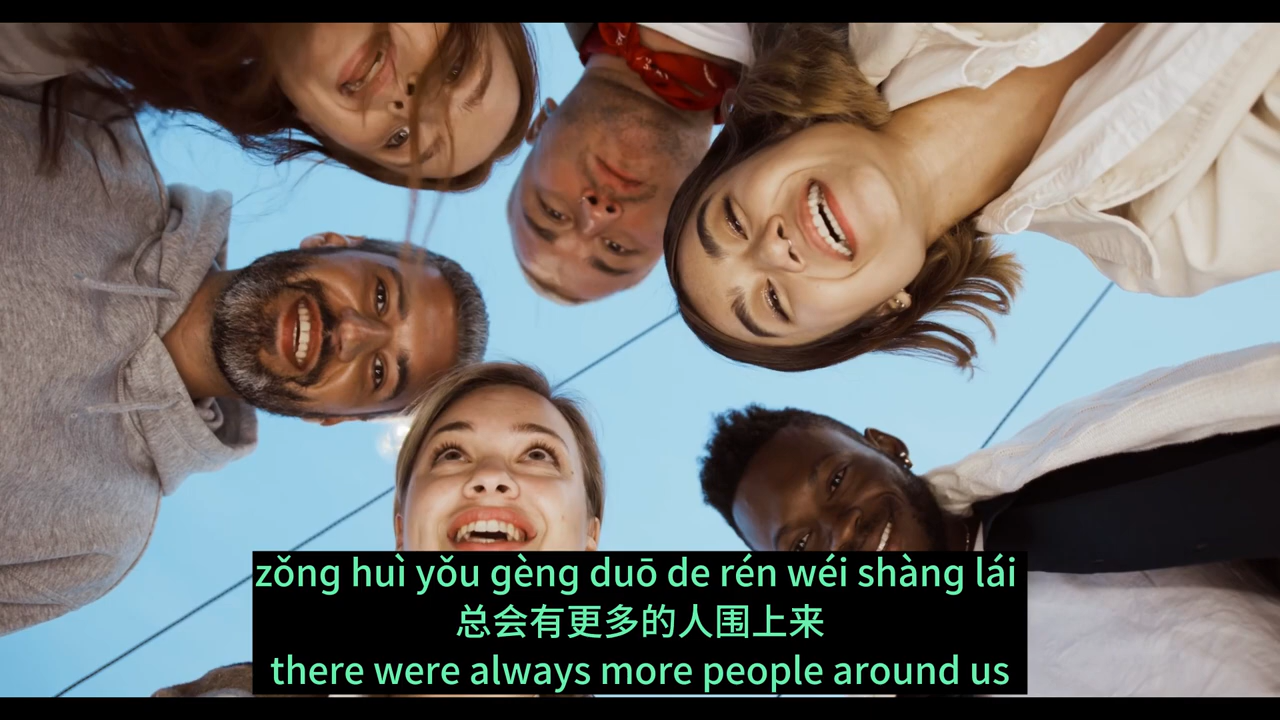 zǒng huì yǒu gèng duō de rén wéi shàng lái
总会有更多的人围上来
there were always more people around us